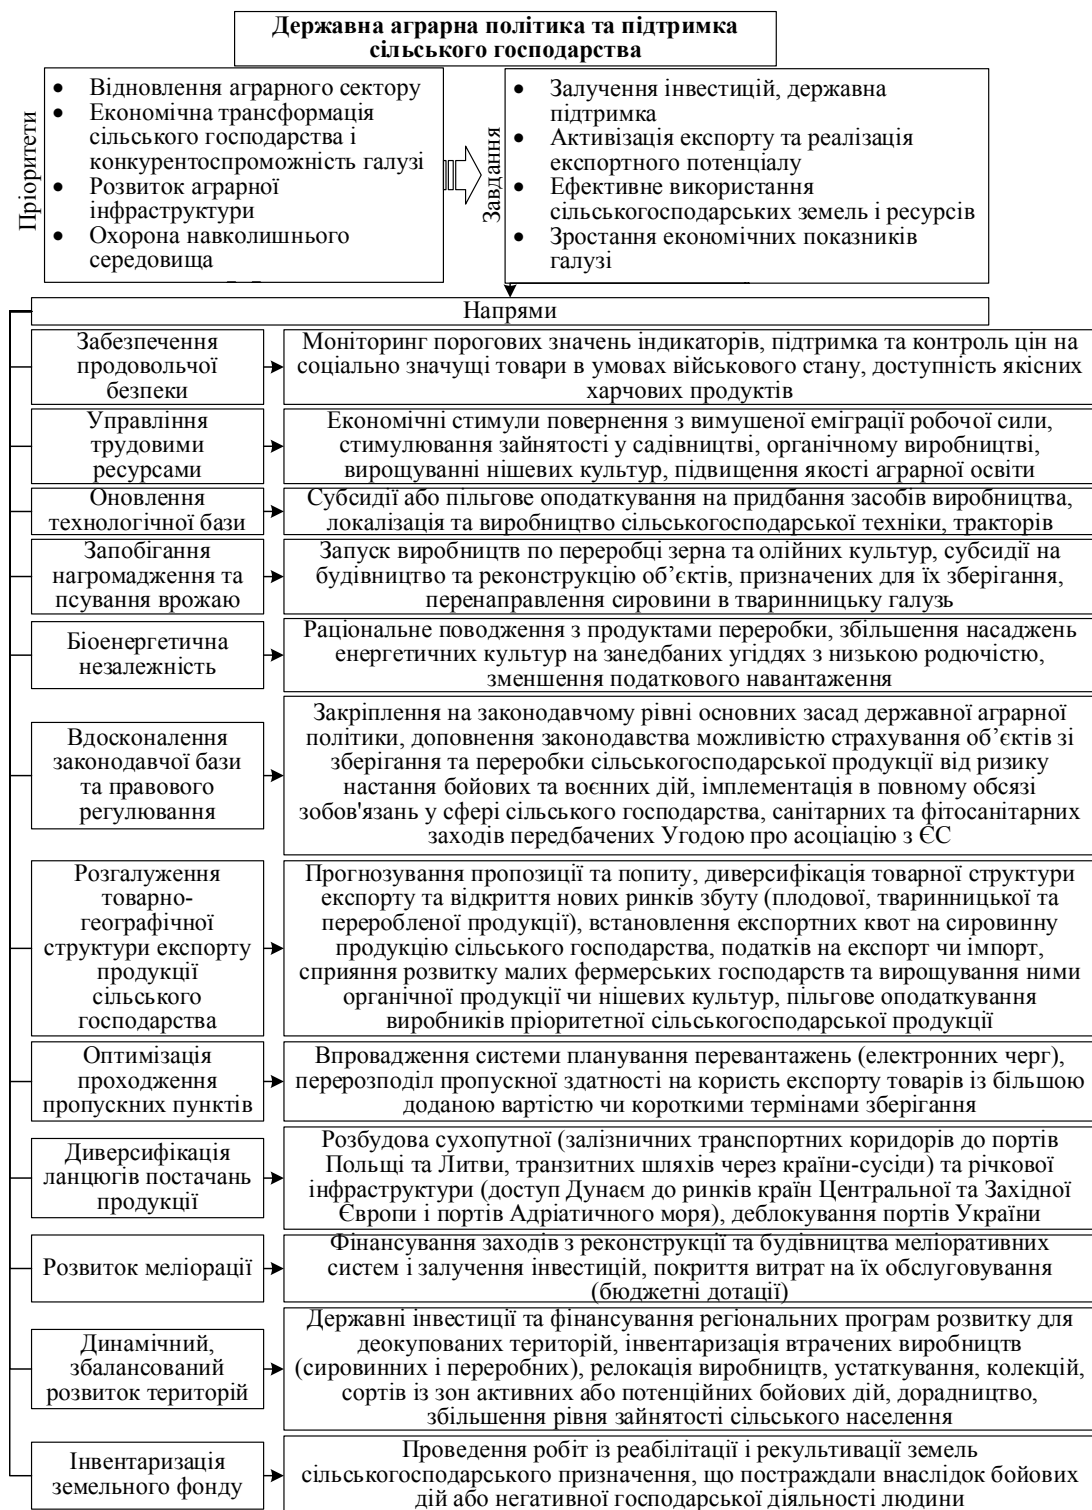 Державна аграрна політика та підтримка
сільського господарства
Пріоритети
• Відновлення аграрного сектору
• Економічна трансформація
сільського господарства і
конкурентоспроможність галузі
• Розвиток аграрної
інфраструктури
• Охорона навколишнього
середовища
Завдання
• Залучення інвестицій, державна
підтримка
• Активізація експорту та реалізація
експортного потенціалу
• Ефективне використання
сільськогосподарських земель і ресурсів
• Зростання економічних показників
галузі
Напрями
Забезпечення
продовольчої
безпеки
Моніторинг порогових значень індикаторів, підтримка та контроль цін на
соціально значущі товари в умовах військового стану, доступність якісних
харчових продуктів
Управління
трудовими
ресурсами
Економічні стимули повернення з вимушеної еміграції робочої сили,
стимулювання зайнятості у садівництві, органічному виробництві,
вирощуванні нішевих культур, підвищення якості аграрної освіти
Оновлення
технологічної бази
Субсидії або пільгове оподаткування на придбання засобів виробництва,
локалізація та виробництво сільськогосподарської техніки, тракторів
Запобігання
нагромадження та
псування врожаю
Запуск виробництв по переробці зерна та олійних культур, субсидії на
будівництво та реконструкцію об’єктів, призначених для їх зберігання,
перенаправлення сировини в тваринницьку галузь
Біоенергетична
незалежність
Раціональне поводження з продуктами переробки, збільшення насаджень
енергетичних культур на занедбаних угіддях з низькою родючістю,
зменшення податкового навантаження
Вдосконалення
законодавчої бази
та правового
регулювання
Закріплення на законодавчому рівні основних засад державної аграрної
політики, доповнення законодавства можливістю страхування об’єктів зі
зберігання та переробки сільськогосподарської продукції від ризику
настання бойових та воєнних дій, імплементація в повному обсязі
зобов'язань у сфері сільського господарства, санітарних та фітосанітарних
заходів передбачених Угодою про асоціацію з ЄС
Розгалуження
товарно-
географічної
структури експорту
продукції
сільського
господарства
Прогнозування пропозиції та попиту, диверсифікація товарної структури
експорту та відкриття нових ринків збуту (плодової, тваринницької та
переробленої продукції), встановлення експортних квот на сировинну
продукцію сільського господарства, податків на експорт чи імпорт,
сприяння розвитку малих фермерських господарств та вирощування ними
органічної продукції чи нішевих культур, пільгове оподаткування
виробників пріоритетної сільськогосподарської продукції
Оптимізація
проходження
пропускних пунктів
Впровадження системи планування перевантажень (електронних черг),
перерозподіл пропускної здатності на користь експорту товарів із більшою
доданою вартістю чи короткими термінами зберігання
Диверсифікація
ланцюгів постачань
продукції
Розбудова сухопутної (залізничних транспортних коридорів до портів
Польщі та Литви, транзитних шляхів через країни-сусіди) та річкової
інфраструктури (доступ Дунаєм до ринків країн Центральної та Західної
Європи і портів Адріатичного моря), деблокування портів України
Розвиток меліорації
Фінансування заходів з реконструкції та будівництва меліоративних
систем і залучення інвестицій, покриття витрат на їх обслуговування
(бюджетні дотації)
Динамічний,
збалансований
розвиток територій
Державні інвестиції та фінансування регіональних програм розвитку для
деокупованих територій, інвентаризація втрачених виробництв
(сировинних і переробних), релокація виробництв, устаткування, колекцій,
сортів із зон активних або потенційних бойових дій, дорадництво,
збільшення рівня зайнятості сільського населення
Інвентаризація
земельного фонду
Проведення робіт із реабілітації і рекультивації земель
сільськогосподарського призначення, що постраждали внаслідок бойових
дій або негативної господарської діяльності людини